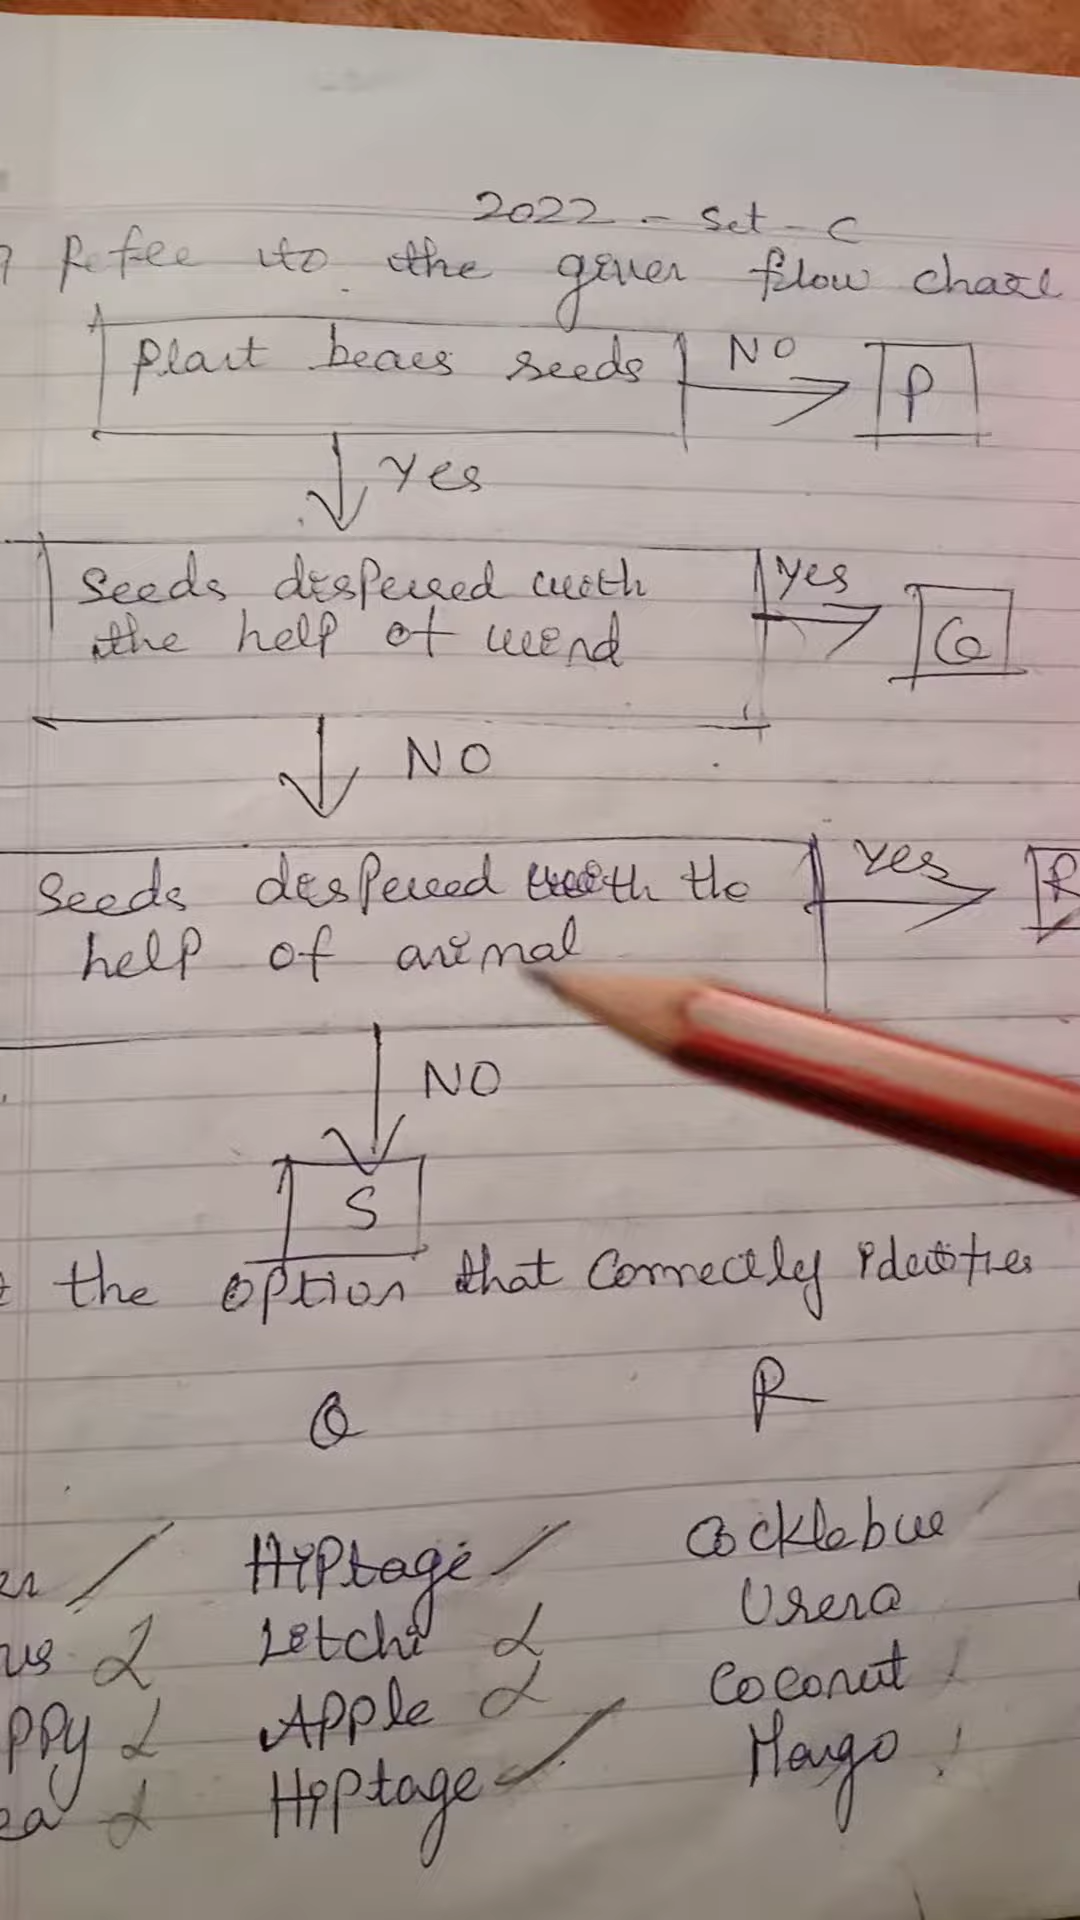 2022 - Set - C
Refee to the given flow chart
Plant bears seeds
NO
P
Yes
Seeds dispersed with
the help of wind
Yes
Q
NO
Seeds dispersed with the
help of animal
Yes
R
NO
S
the option that correctly identifies
Q R
Hiptage Cocklebur
Litchi Urena
Apple Coconut
PPy
Hiptage Mango